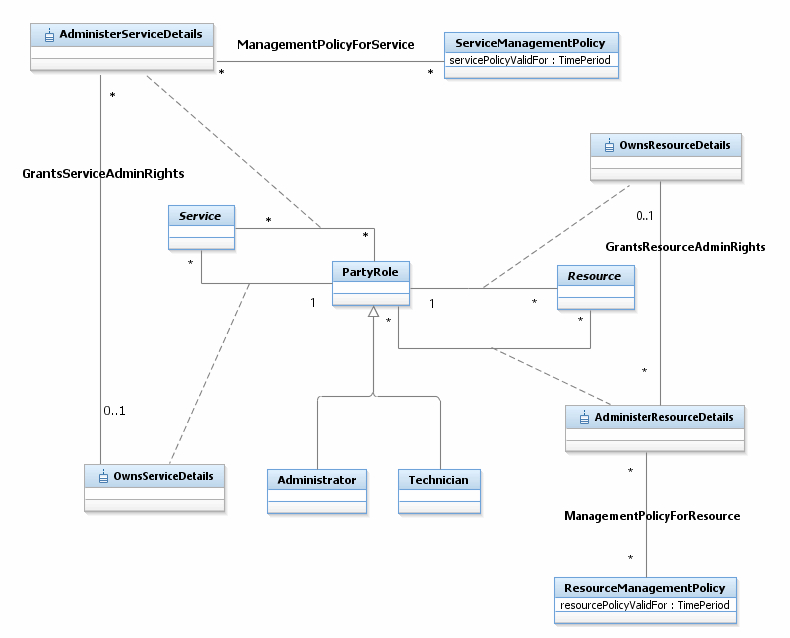 AdministerServiceDetails
ManagementPolicyForService
ServiceManagementPolicy
servicePolicyValidFor : TimePeriod
*
*
*
OwnsResourceDetails
GrantsServiceAdminRights
Service
*
*
0..1
GrantsResourceAdminRights
*
PartyRole
Resource
1
1
*
*
*
*
AdministerResourceDetails
0..1
OwnsServiceDetails
Administrator
Technician
*
ManagementPolicyForResource
*
ResourceManagementPolicy
resourcePolicyValidFor : TimePeriod